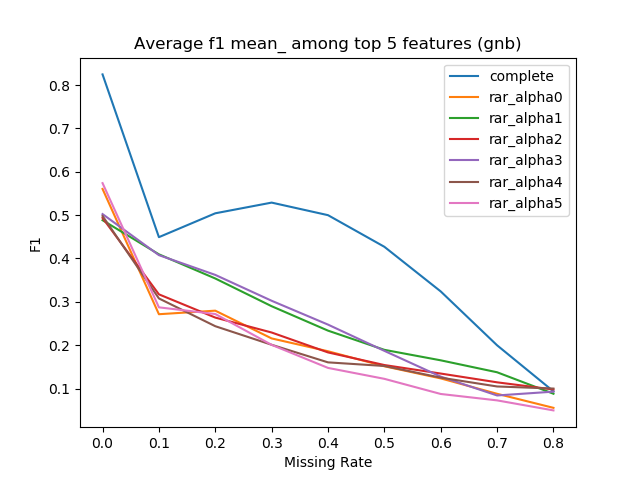 Average f1 mean_ among top 5 features (gnb)
complete
rar_alpha0
rar_alpha1
rar_alpha2
rar_alpha3
rar_alpha4
rar_alpha5
F1
0.8
0.7
0.6
0.5
0.4
0.3
0.2
0.1
0.0 0.1 0.2 0.3 0.4 0.5 0.6 0.7 0.8
Missing Rate